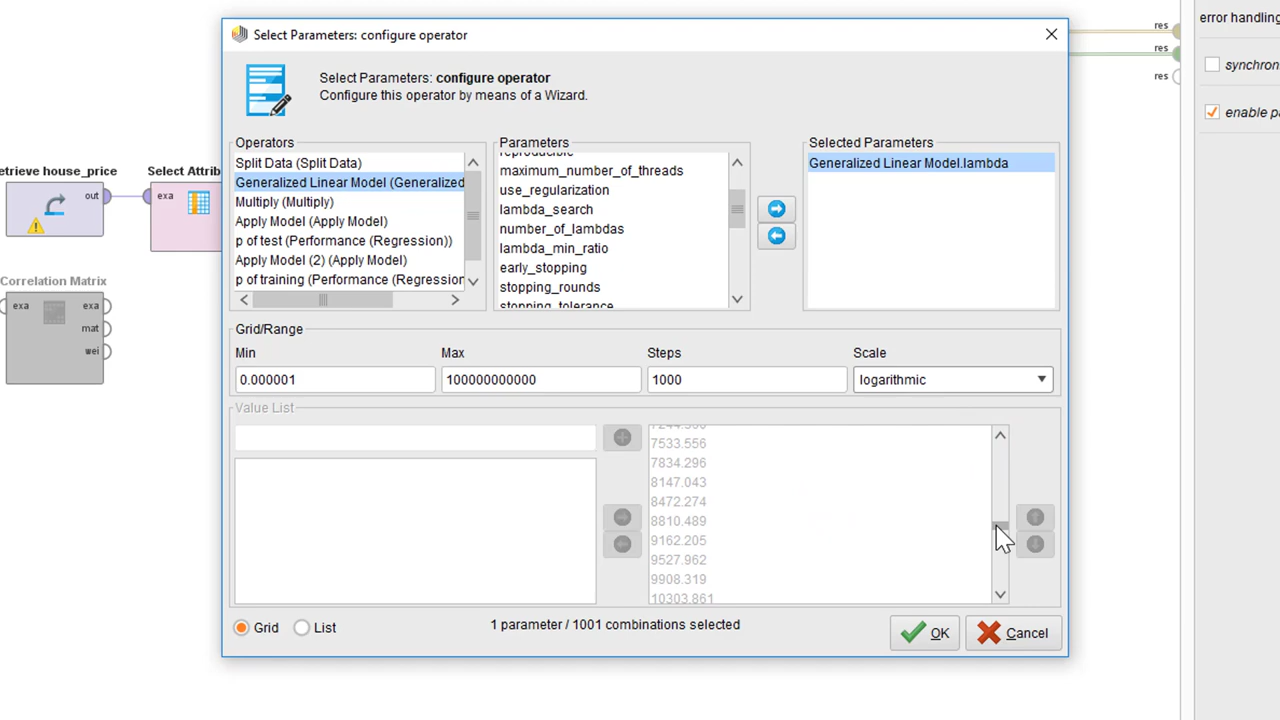 Select Parameters: configure operator
Select Parameters: configure operator
Configure this operator by means of a Wizard.
res
res
res
error handling
synchron
enable pa
etrieve house_price
out
Select Attrib
exa
Correlation Matrix
exa
exa
mat
wei
Operators
Split Data (Split Data)
Generalized Linear Model (Generalized
Multiply (Multiply)
Apply Model (Apply Model)
p of test (Performance (Regression))
Apply Model (2) (Apply Model)
p of training (Performance (Regression
Parameters
reproducible
maximum_number_of_threads
use_regularization
lambda_search
number_of_lambdas
lambda_min_ratio
early_stopping
stopping_rounds
stopping_tolerance
Selected Parameters
Generalized Linear Model.lambda
Grid/Range
Min
Max
Steps
Scale
0.000001
100000000000
1000
logarithmic
Value List
7533.556
7834.296
8147.043
8472.274
8810.489
9162.205
9527.962
9908.319
10303.861
Grid
List
1 parameter / 1001 combinations selected
OK
Cancel